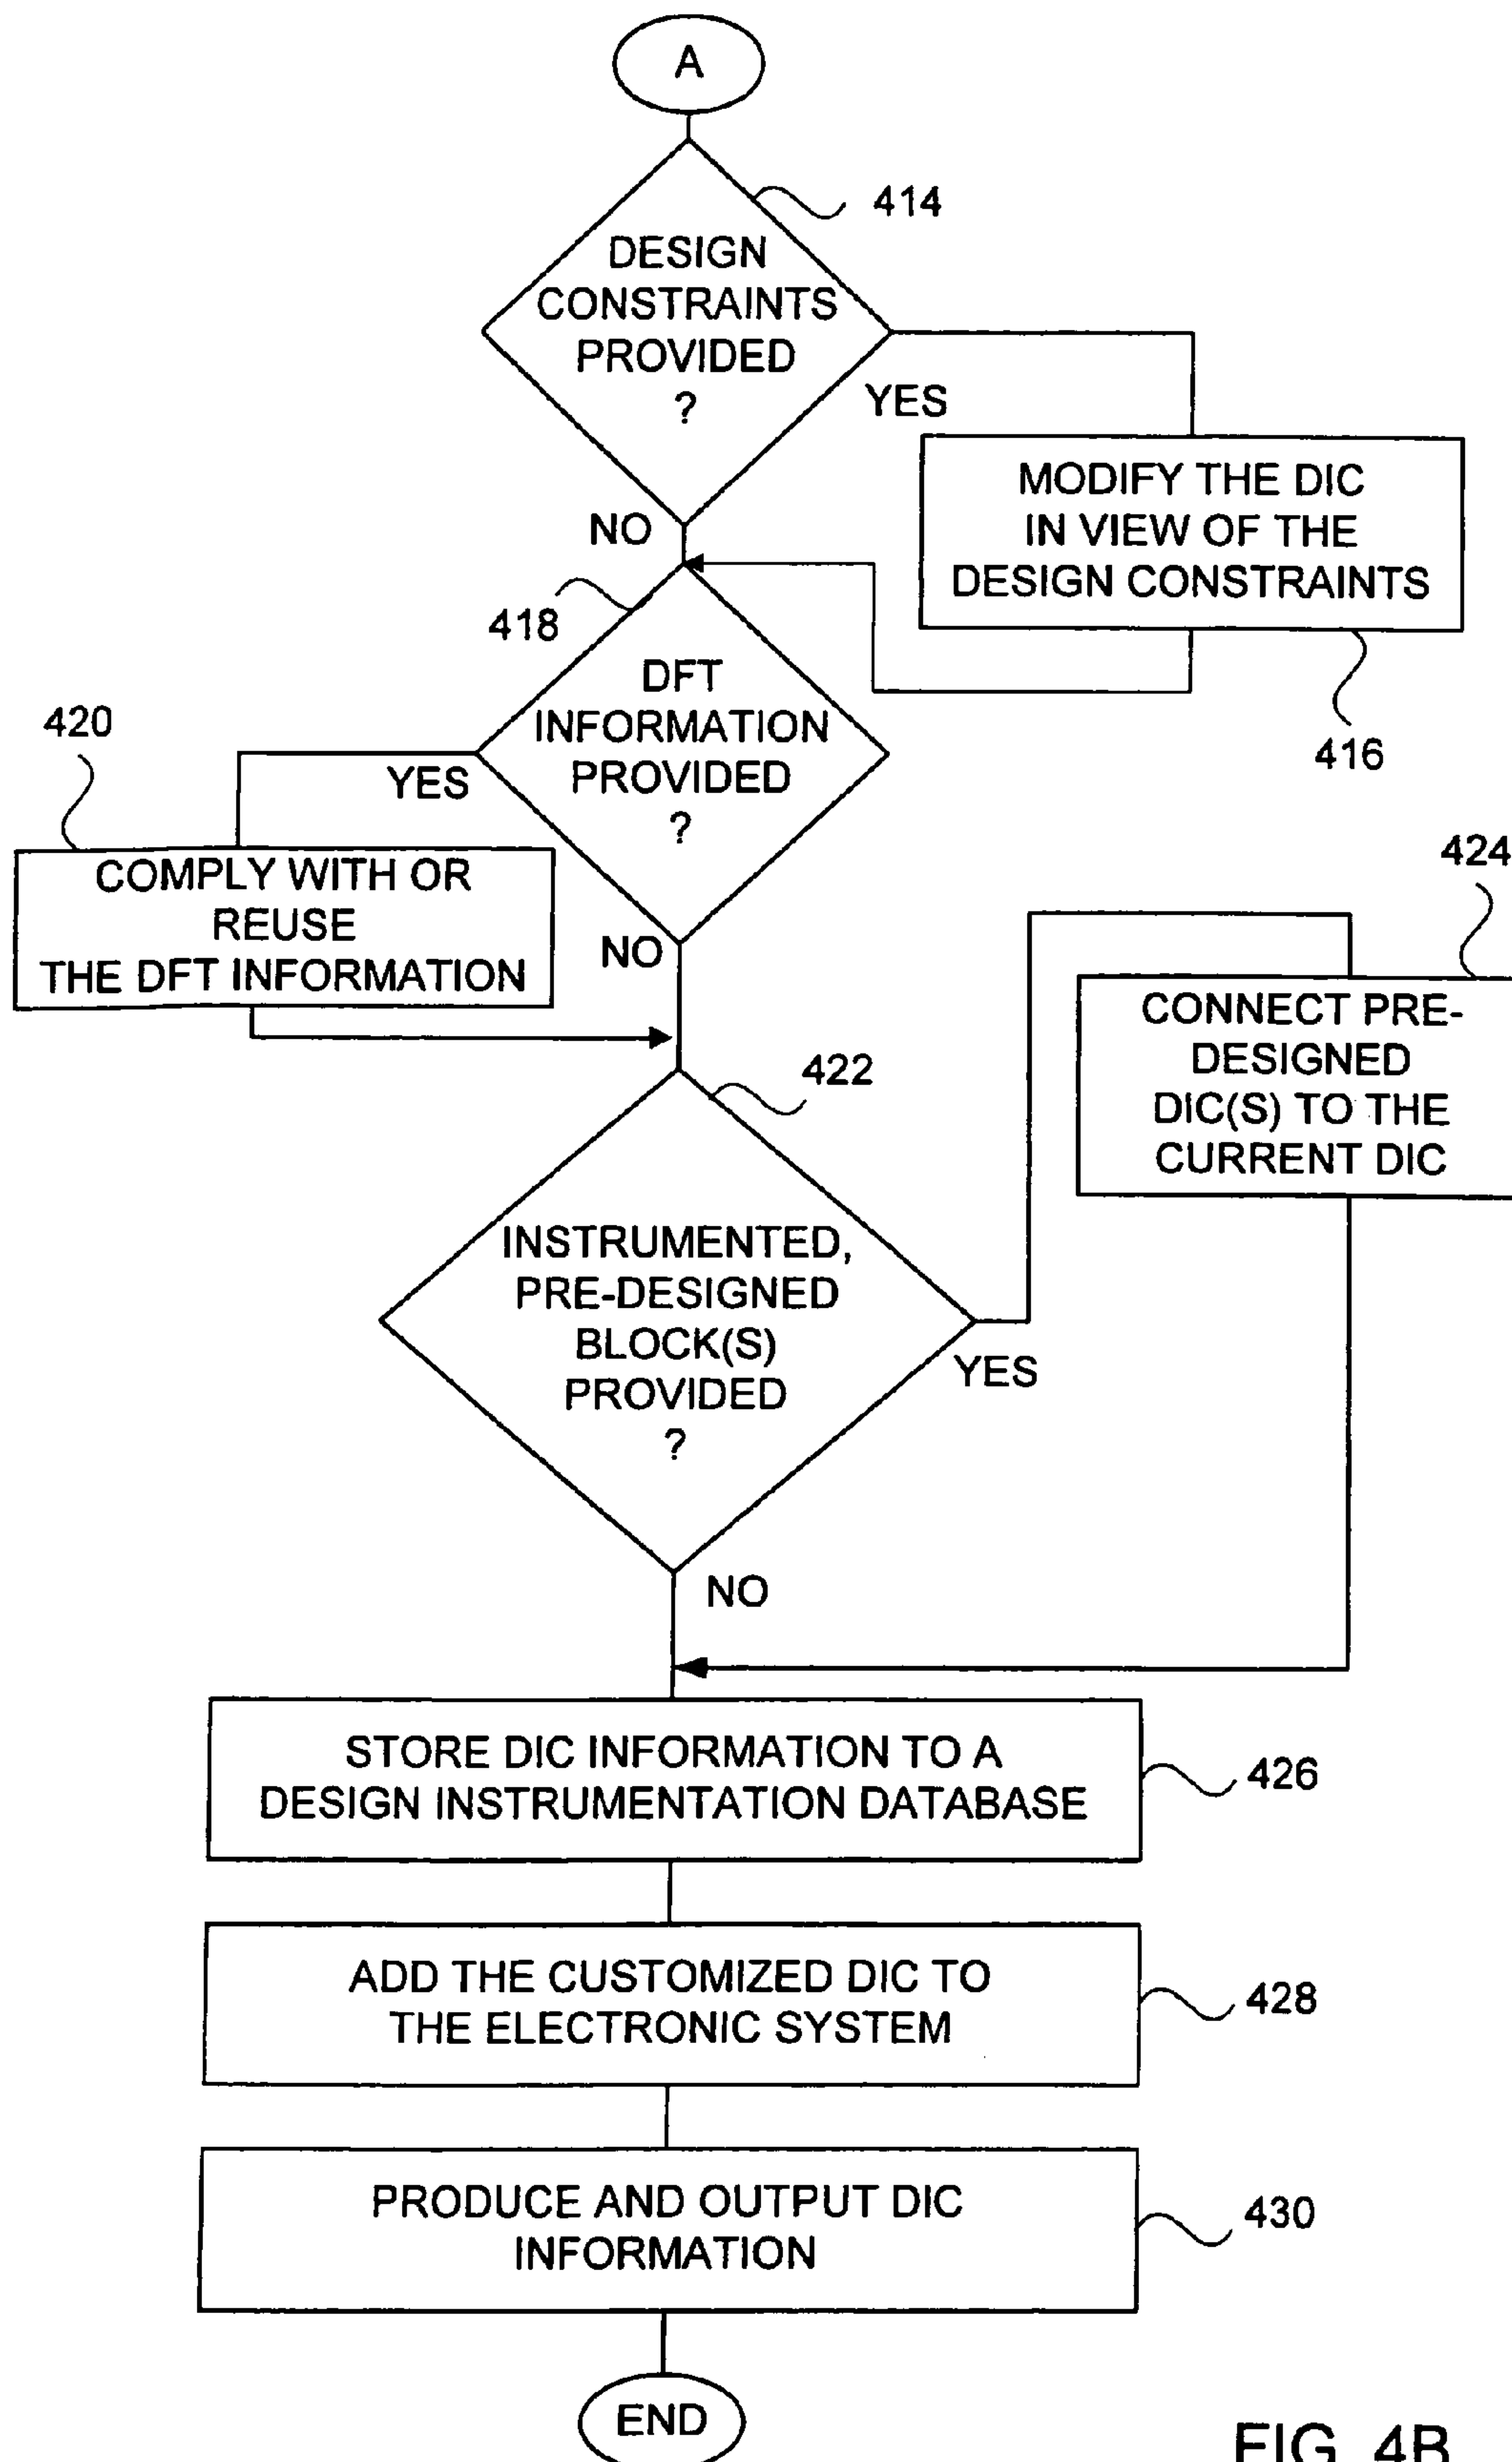 A
414
DESIGN
CONSTRAINTS
PROVIDED
?
YES
NO
MODIFY THE DIC
IN VIEW OF THE
DESIGN CONSTRAINTS
416
418
DFT
INFORMATION
PROVIDED
?
YES
NO
420
COMPLY WITH OR
REUSE
THE DFT INFORMATION
422
INSTRUMENTED,
PRE-DESIGNED
BLOCK(S)
PROVIDED
?
YES
NO
424
CONNECT PRE-
DESIGNED
DIC(S) TO THE
CURRENT DIC
STORE DIC INFORMATION TO A
DESIGN INSTRUMENTATION DATABASE
426
ADD THE CUSTOMIZED DIC TO
THE ELECTRONIC SYSTEM
428
PRODUCE AND OUTPUT DIC
INFORMATION
430
END
FIG. 4B